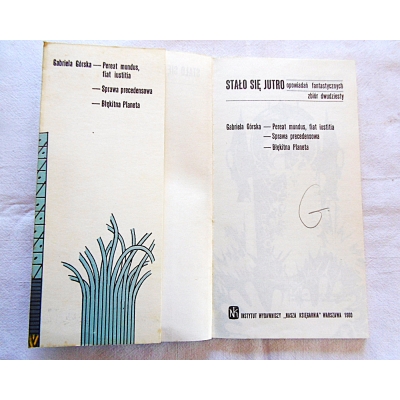 Gabriela Górska — Pereat mundus,
fiat iustitia
— Sprawa precedensowa
— Błękitna Planeta
STAŁO SIĘ JUTRO opowiadań fantastycznych
zbiór dwudziesty
Gabriela Górska — Pereat mundus, fiat iustitia
— Sprawa precedensowa
— Błękitna Planeta
G
NK INSTYTUT WYDAWNICZY „NASZA KSIĘGARNIA" WARSZAWA 1985